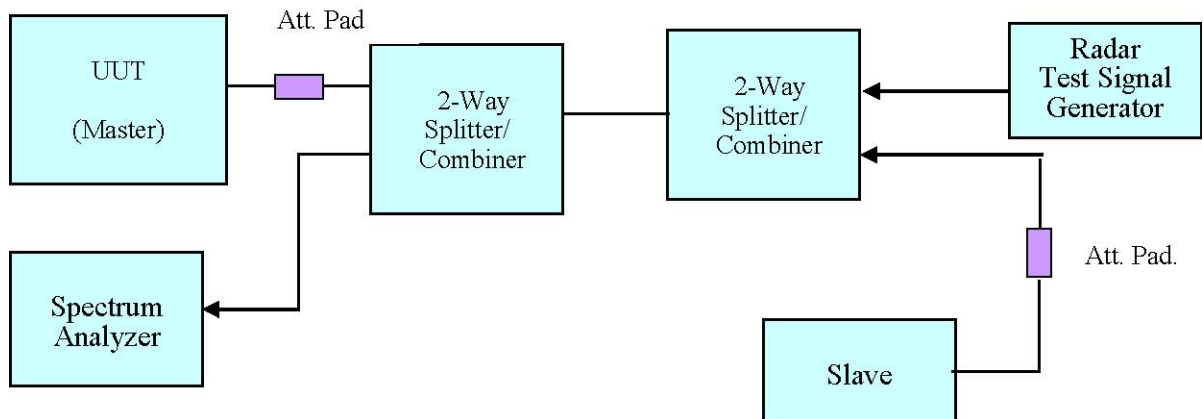 Att. Pad
UUT
(Master)
2-Way
Splitter/
Combiner
2-Way
Splitter/
Combiner
Radar
Test Signal
Generator
Att. Pad.
Spectrum
Analyzer
Slave